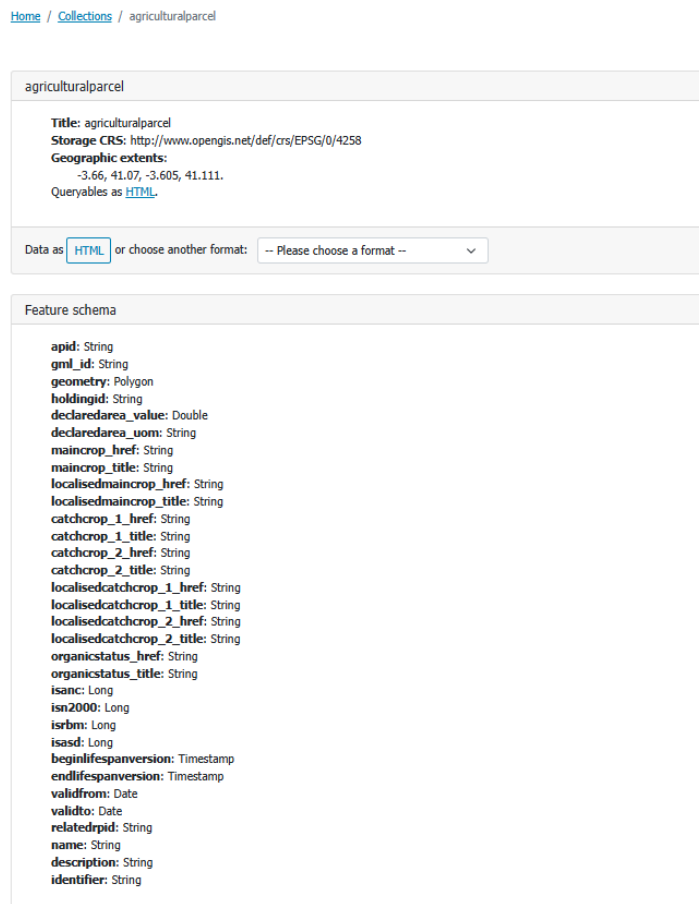 Home / Collections / agriculturalparcel
agriculturalparcel
Title: agriculturalparcel
Storage CRS: http://www.opengis.net/def/crs/EPSG/0/4258
Geographic extents:
-3.66, 41.07, -3.605, 41.111.
Queryables as HTML.
Data as HTML or choose another format: -- Please choose a format --
Feature schema
apid: String
gml_id: String
geometry: Polygon
holdingid: String
declaredarea_value: Double
declaredarea_uom: String
maincrop_href: String
maincrop_title: String
localisedmaincrop_href: String
localisedmaincrop_title: String
catchcrop_1_href: String
catchcrop_1_title: String
catchcrop_2_href: String
catchcrop_2_title: String
localisedcatchcrop_1_href: String
localisedcatchcrop_1_title: String
localisedcatchcrop_2_href: String
localisedcatchcrop_2_title: String
organicstatus_href: String
organicstatus_title: String
isanc: Long
isn2000: Long
isrbm: Long
isasd: Long
beginlifespanversion: Timestamp
endlifespanversion: Timestamp
validfrom: Date
validto: Date
relatedrpid: String
name: String
description: String
identifier: String